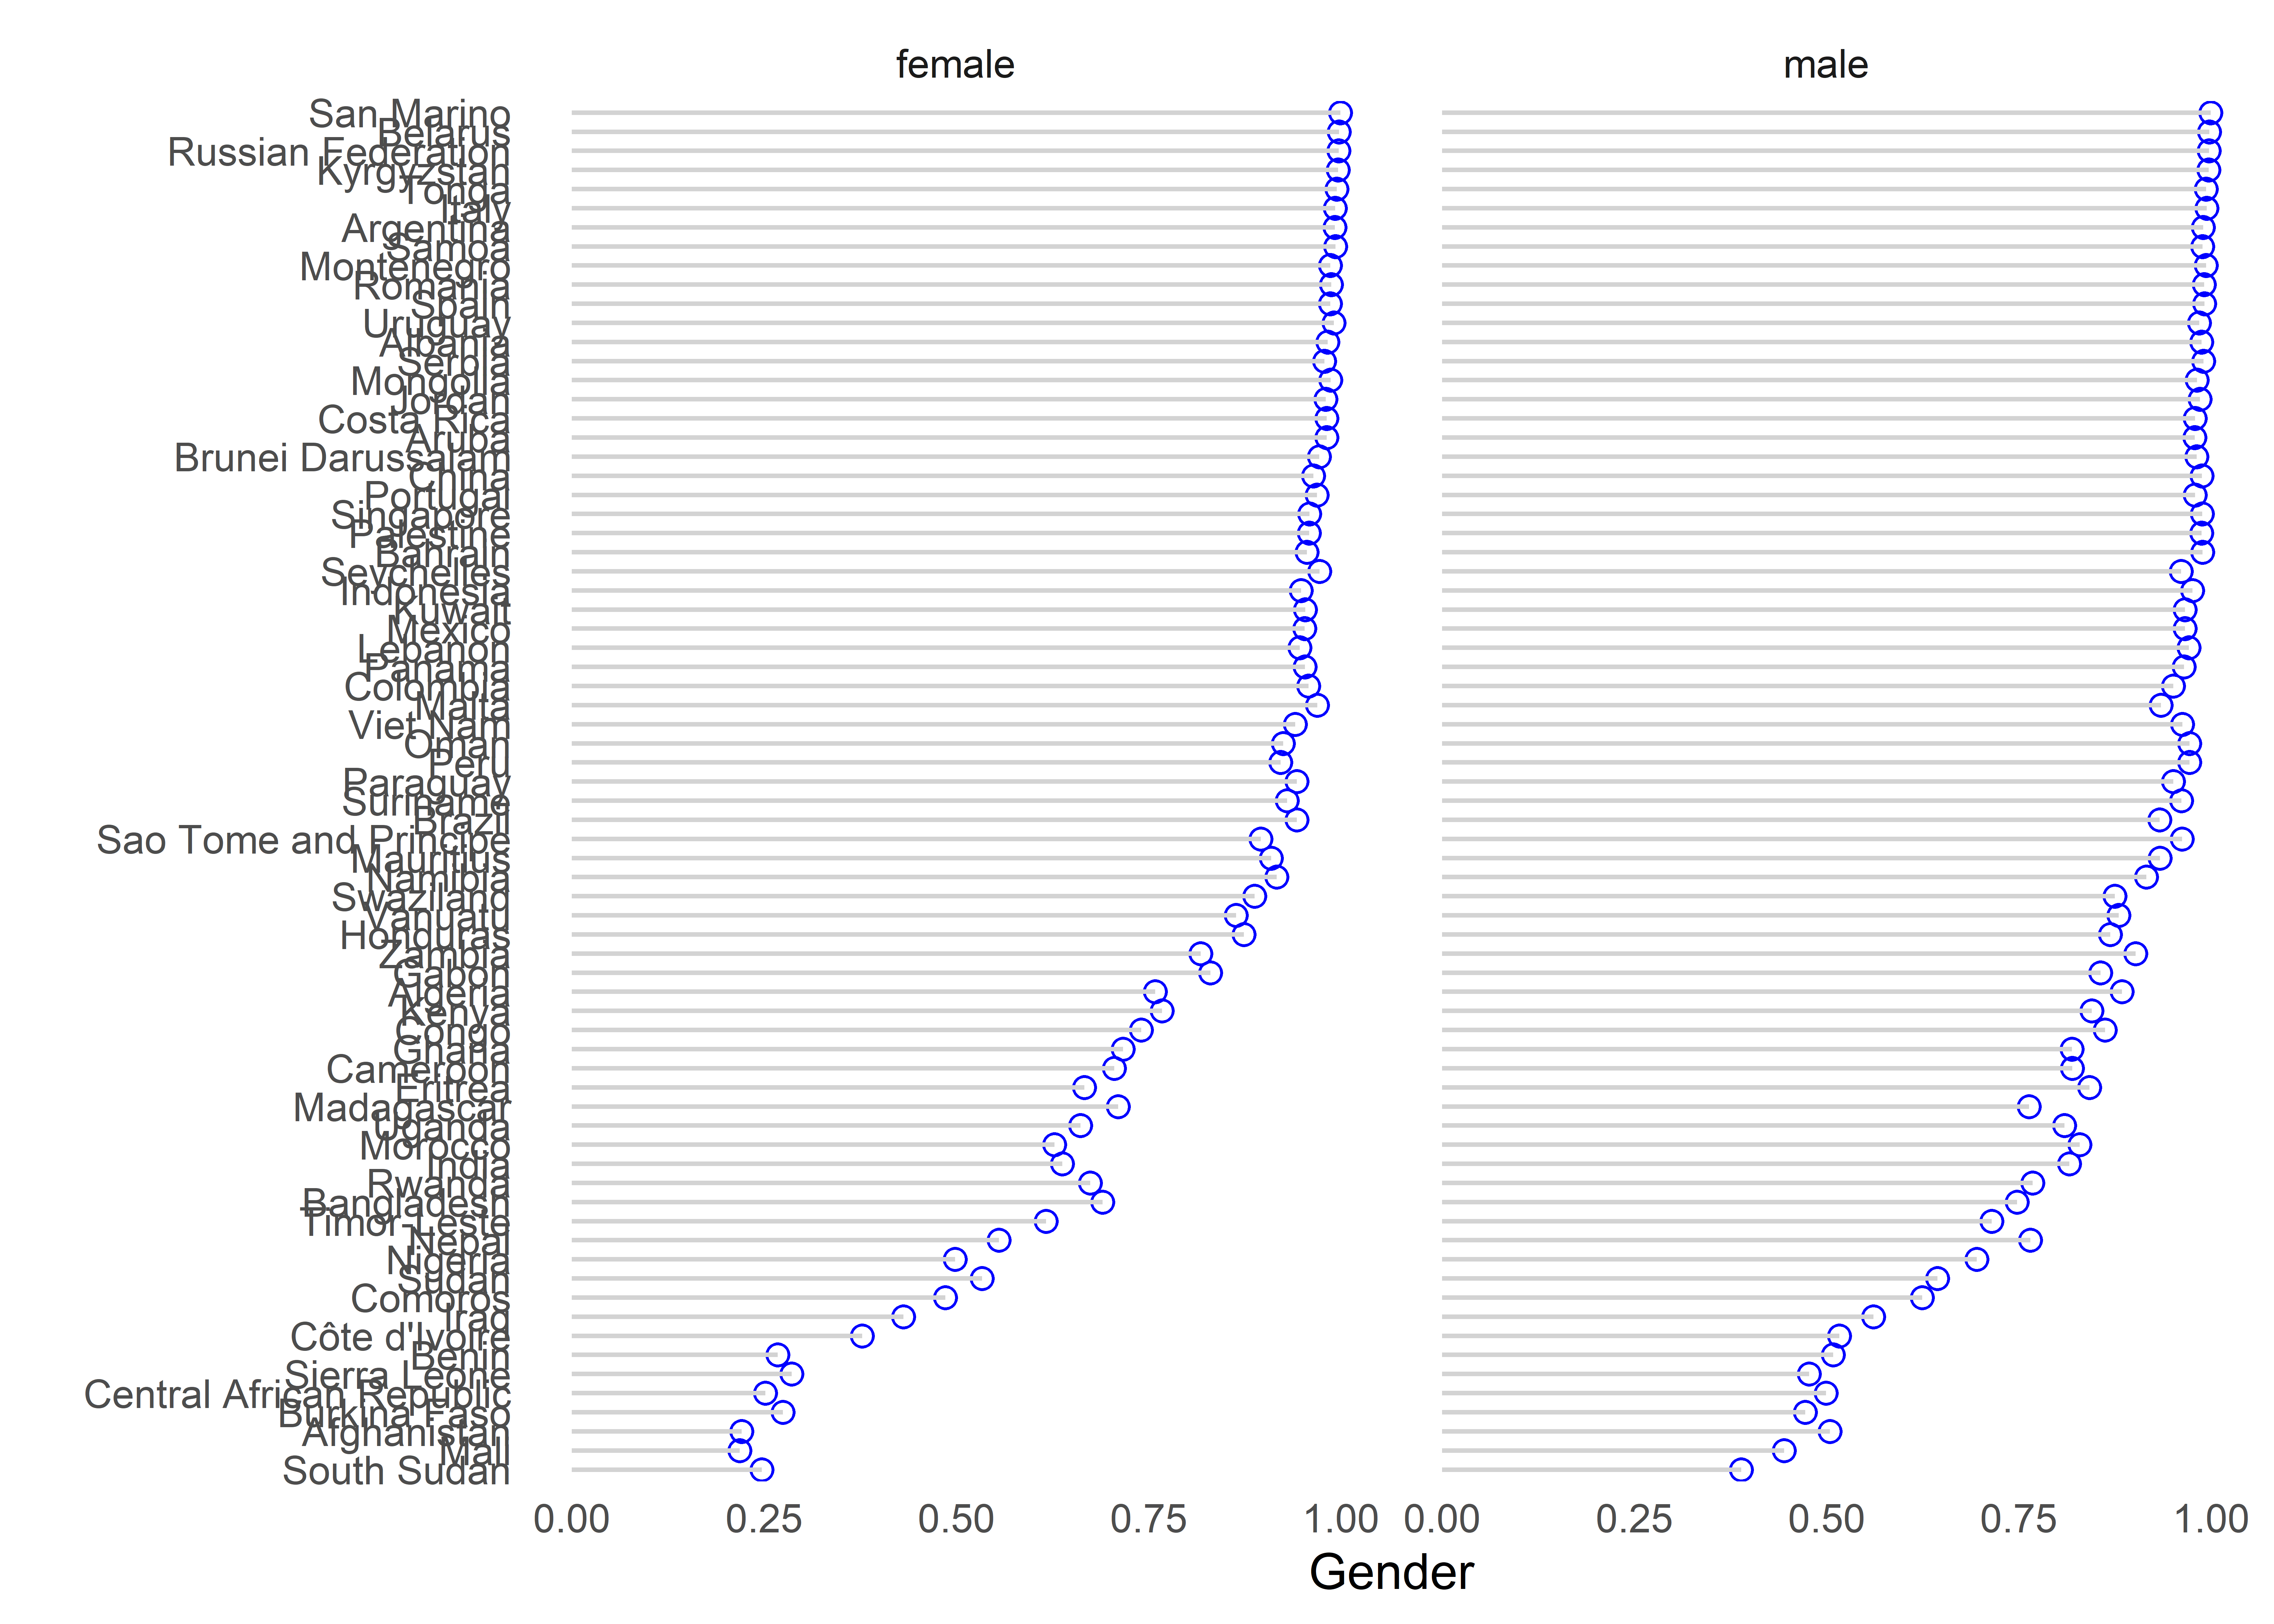 female
male
San Marino
Belarus
Russian Federation
Kyrgyzstan
Tonga
Italy
Argentina
Samoa
Montenegro
Romania
Spain
Uruguay
Albania
Serbia
Mongolia
Jordan
Costa Rica
Aruba
Brunei Darussalam
China
Portugal
Singapore
Palestine
Bahrain
Seychelles
Indonesia
Kuwait
Mexico
Lebanon
Panama
Colombia
Malta
Viet Nam
Oman
Peru
Paraguay
Suriname
Brazil
Sao Tome and Principe
Mauritius
Namibia
Swaziland
Vanuatu
Honduras
Zambia
Gabon
Algeria
Kenya
Congo
Ghana
Cameroon
Eritrea
Madagascar
Uganda
Morocco
India
Rwanda
Bangladesh
Timor-Leste
Nepal
Nigeria
Sudan
Comoros
Iraq
Côte d'Ivoire
Benin
Sierra Leone
Central African Republic
Burkina Faso
Afghanistan
Mali
South Sudan
0.00 0.25 0.50 0.75 1.00 0.00 0.25 0.50 0.75 1.00
Gender